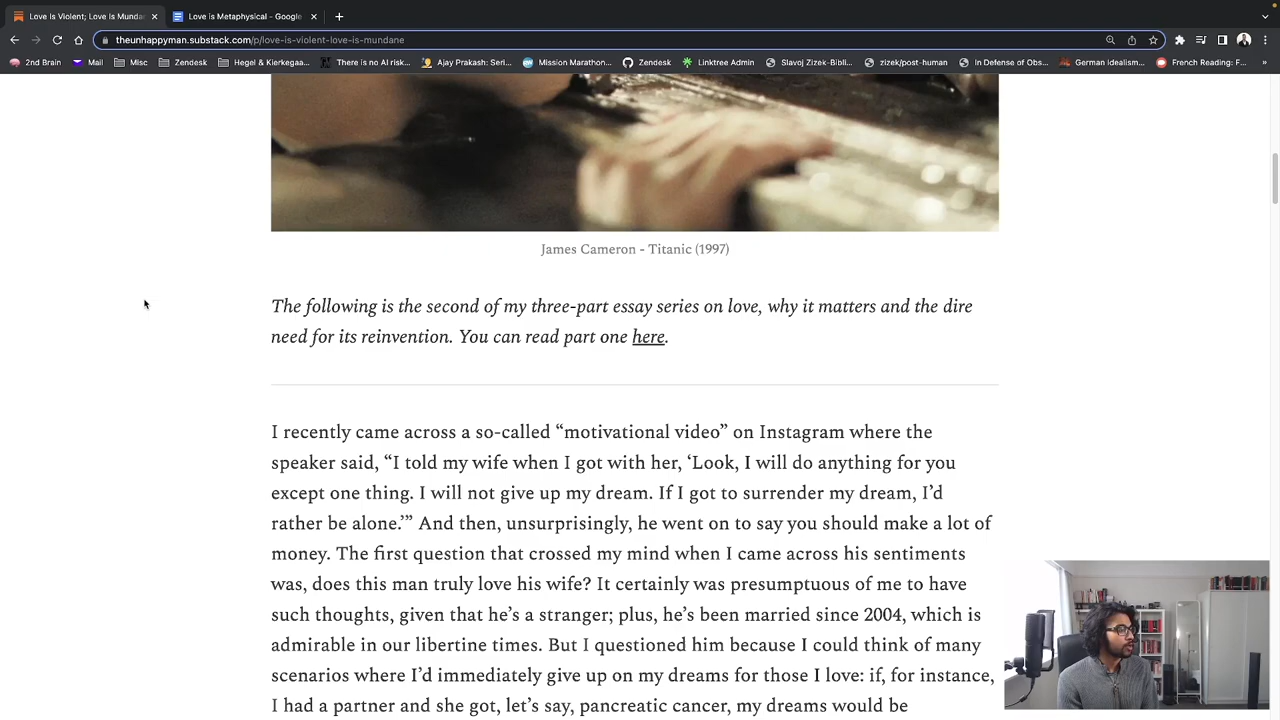 Love Is Violent; Love Is Munda
Love is Metaphysical - Google
theunhappyman.substack.com/p/love-is-violent-love-is-mundane
2nd Brain
Mail
Misc
Zendesk
Hegel & Kierkegaa...
There is no AI risk...
Ajay Prakash: Seri...
Mission Marathon...
Zendesk
Linktree Admin
Slavoj Zizek-Bibli...
zizek/post-human
In Defense of Obs...
German Idealism...
French Reading: F...
»
James Cameron - Titanic (1997)
The following is the second of my three-part essay series on love, why it matters and the dire
need for its reinvention. You can read part one here.
I recently came across a so-called “motivational video” on Instagram where the
speaker said, “I told my wife when I got with her, ‘Look, I will do anything for you
except one thing. I will not give up my dream. If I got to surrender my dream, I’d
rather be alone.’” And then, unsurprisingly, he went on to say you should make a lot of
money. The first question that crossed my mind when I came across his sentiments
was, does this man truly love his wife? It certainly was presumptuous of me to have
such thoughts, given that he’s a stranger; plus, he’s been married since 2004, which is
admirable in our libertine times. But I questioned him because I could think of many
scenarios where I’d immediately give up on my dreams for those I love: if, for instance,
I had a partner and she got, let’s say, pancreatic cancer, my dreams would be